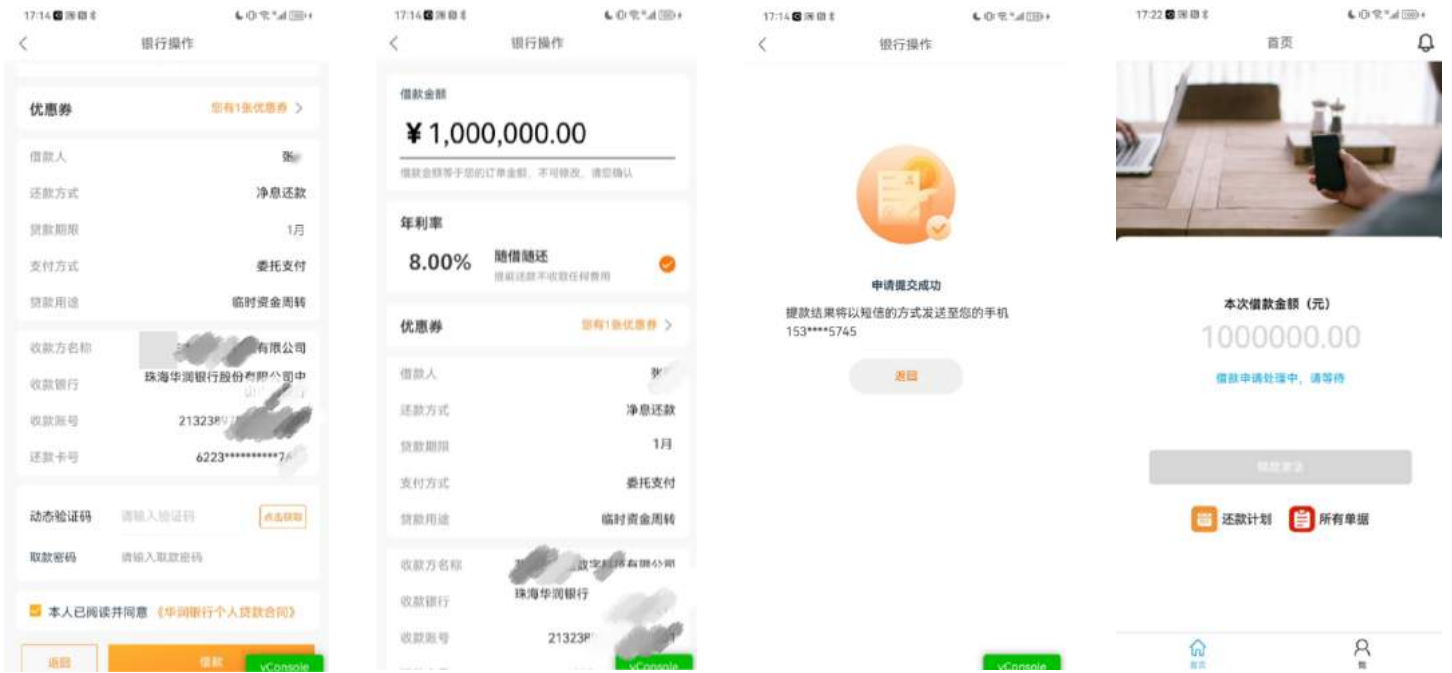 17:14
银行操作
优惠券
您有1张优惠券
借款人
张
还款方式
净息还款
贷款期限
1月
支付方式
委托支付
贷款用途
临时资金周转
收款方名称
有限公司
收款银行
珠海华润银行股份有限公司中
收款账号
2132389
还款卡号
6223**********7
动态验证码
请输入验证码
点击获取
取款密码
请输入取款密码
本人已阅读并同意《华润银行个人贷款合同》
返回
借款
vConsole
17:14
银行操作
借款金额
¥1,000,000.00
借款金额等于您的订单金额，不可修改，请您确认
年利率
8.00%
随借随还
提前还款不收取任何费用
优惠券
您有1张优惠券
借款人
还款方式
净息还款
贷款期限
1月
支付方式
委托支付
贷款用途
临时资金周转
收款方名称
数字科技有限公司
收款银行
珠海华润银行
收款账号
213238
vConsole
17:14
银行操作
申请提交成功
提款结果将以短信的方式发送至您的手机
153****5745
返回
vConsole
17:22
首页
本次借款金额（元）
1000000.00
借款申请处理中，请等待
还款计划
所有单据
首页
我